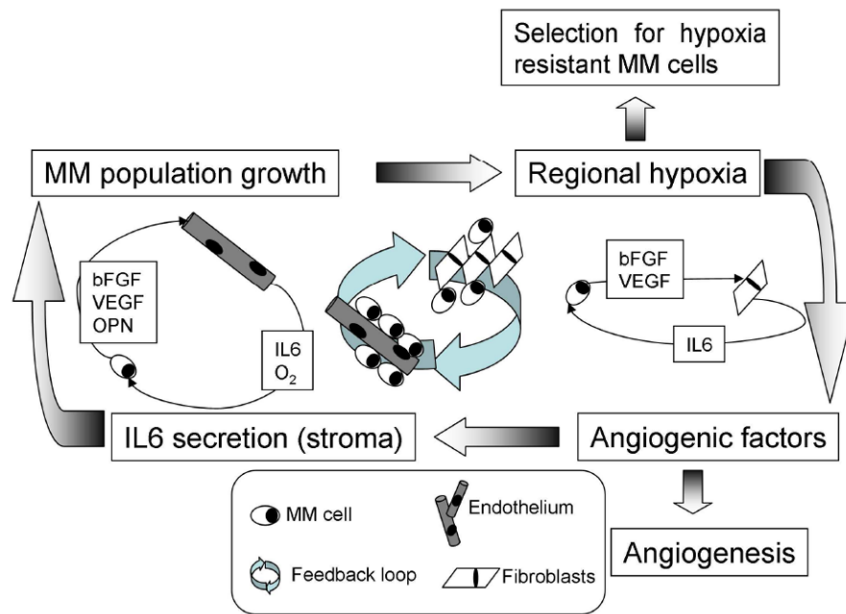 Selection for hypoxia
resistant MM cells
MM population growth
Regional hypoxia
bFGF
VEGF
OPN
IL6
O₂
bFGF
VEGF
IL6
IL6 secretion (stroma)
Angiogenic factors
MM cell
Endothelium
Feedback loop
Fibroblasts
Angiogenesis